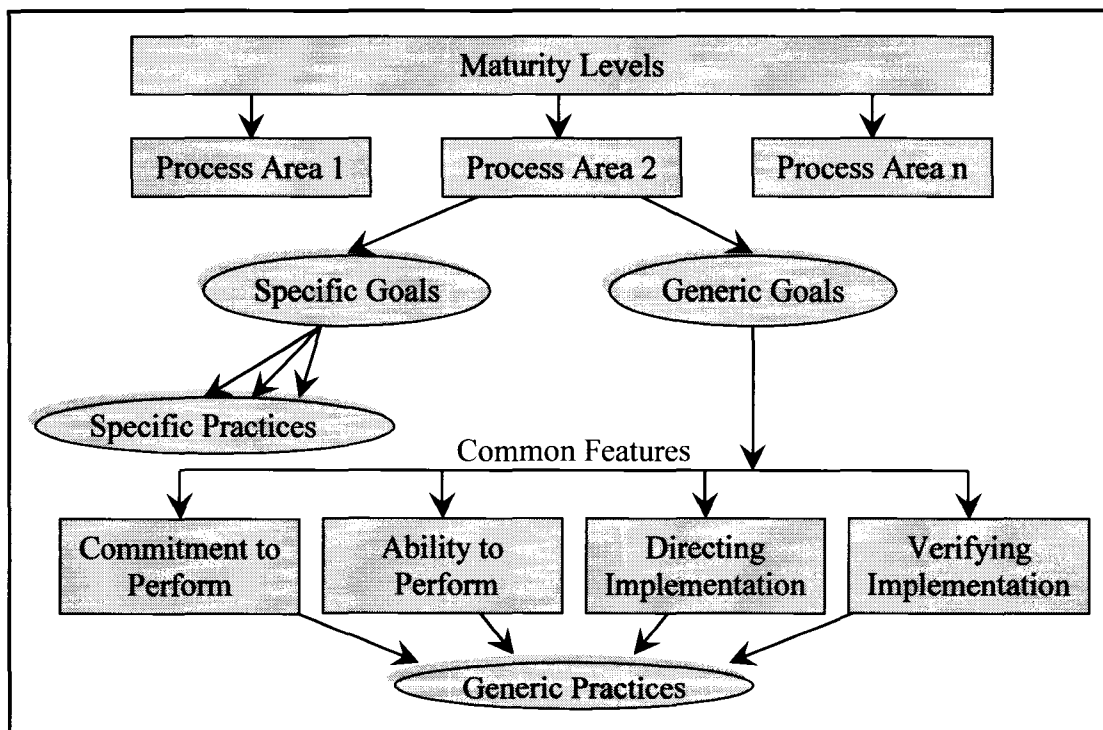 Maturity Levels
Process Area 1
Process Area 2
Process Area n
Specific Goals
Generic Goals
Specific Practices
Common Features
Commitment to
Perform
Ability to
Perform
Directing
Implementation
Verifying
Implementation
Generic Practices